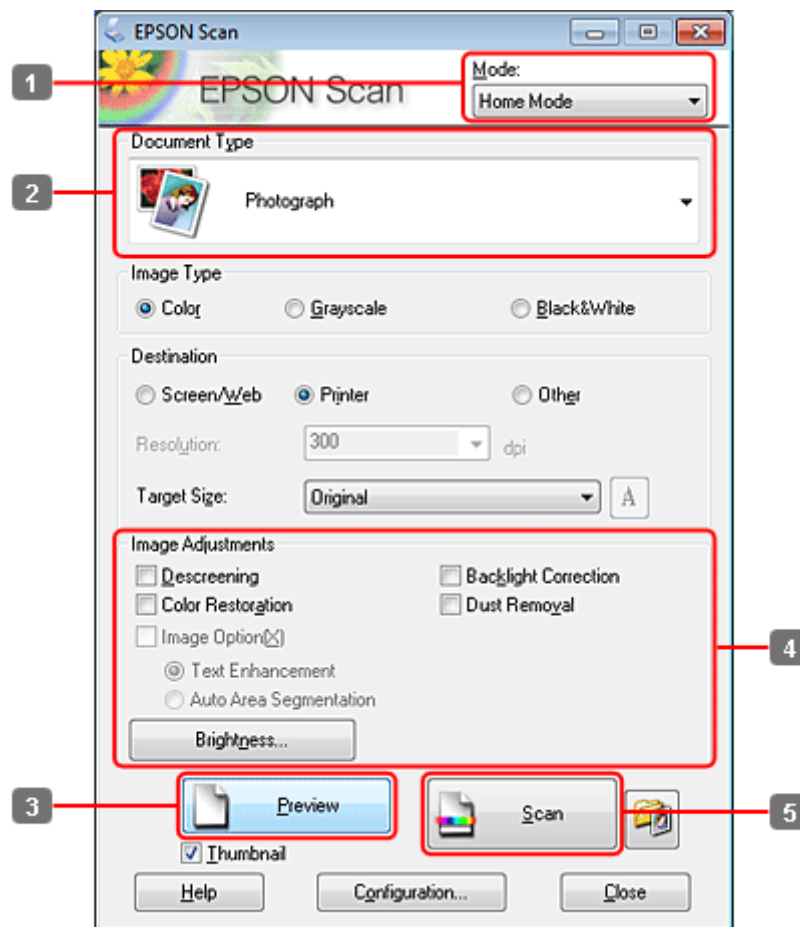 EPSON Scan
EPSON Scan
Mode:
1
Home Mode
Document Type
2
Photograph
Image Type
Color Grayscale Black&White
Destination
Screen/Web Printer Other
Resolution: 300 dpi
Target Size: Original A
Image Adjustments
Descreening Backlight Correction
Color Restoration Dust Removal
Image Option(X)
4
Text Enhancement
Auto Area Segmentation
Brightness...
3 Preview Scan 5
Thumbnail
Help Configuration... Close